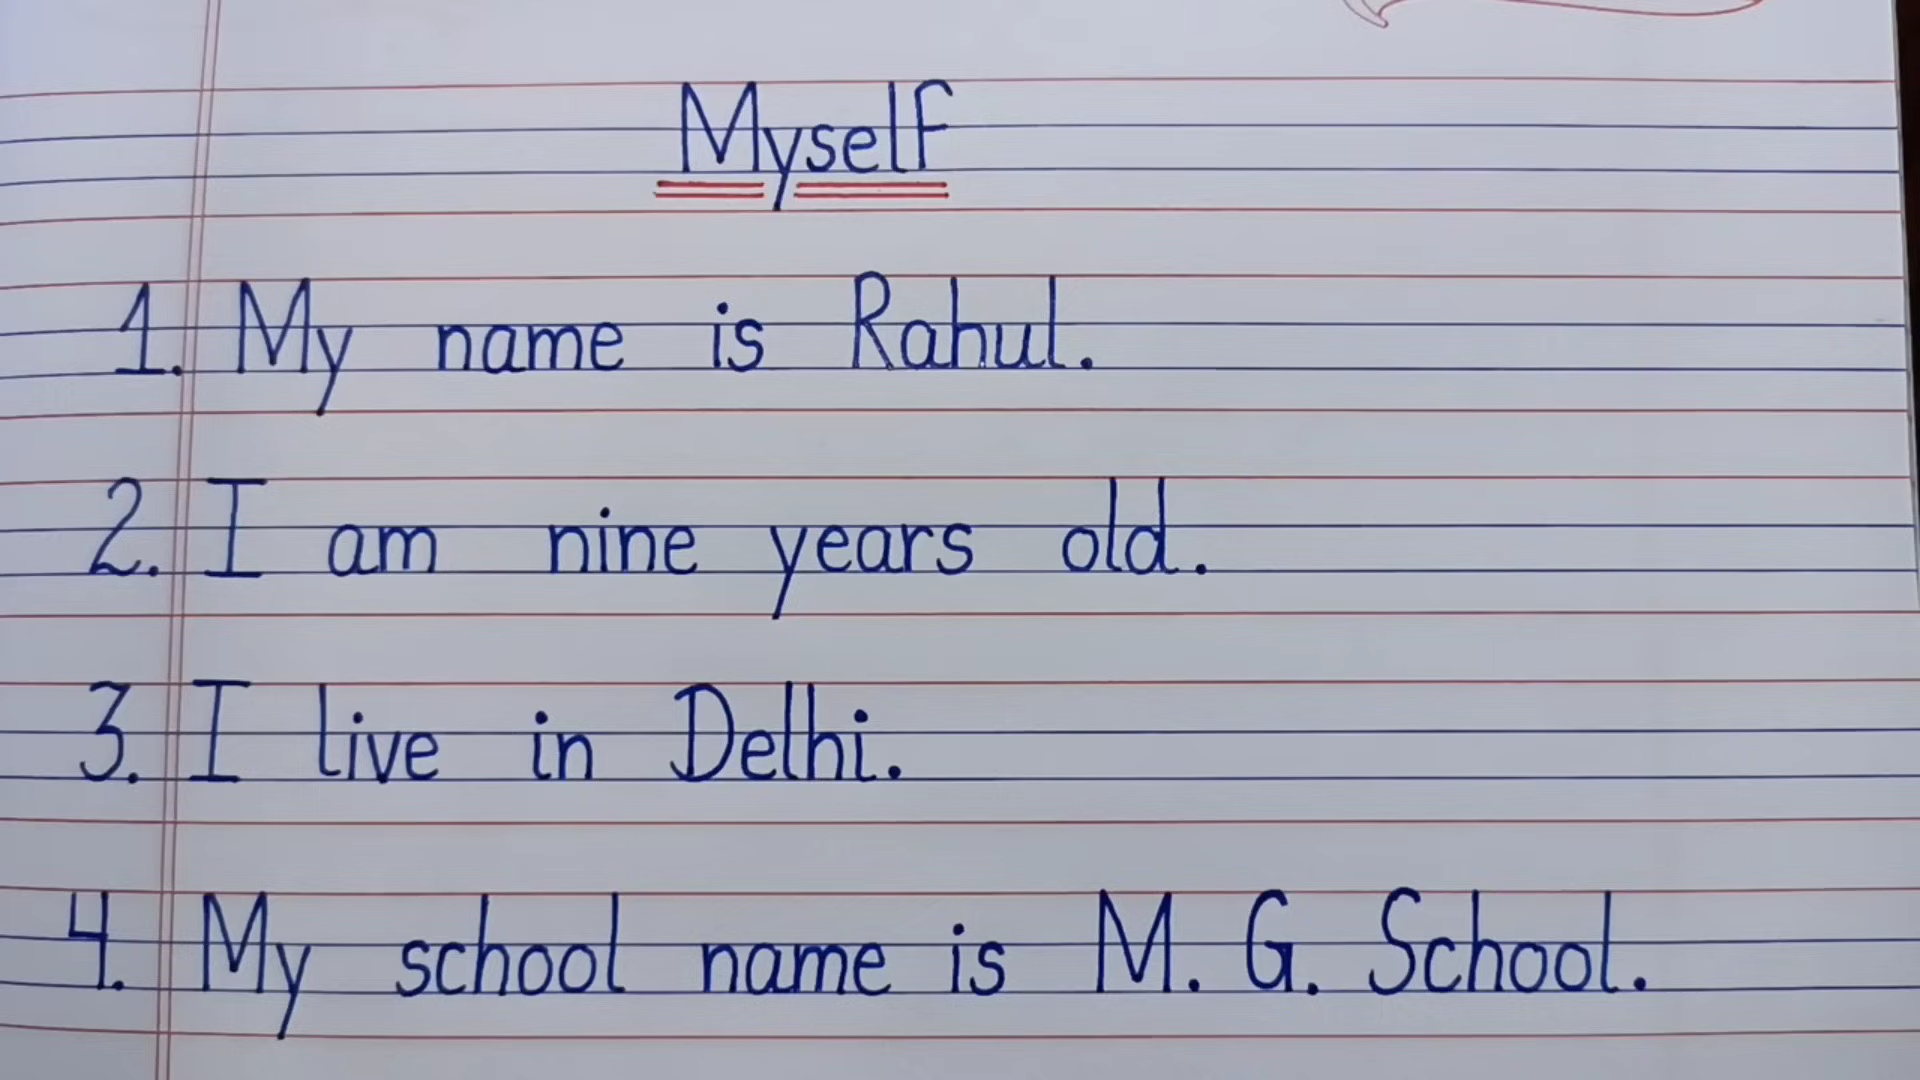 Myself
1. My name is Rahul.
2. I am nine years old.
3. I live in Delhi.
4. My school name is M. G. School.